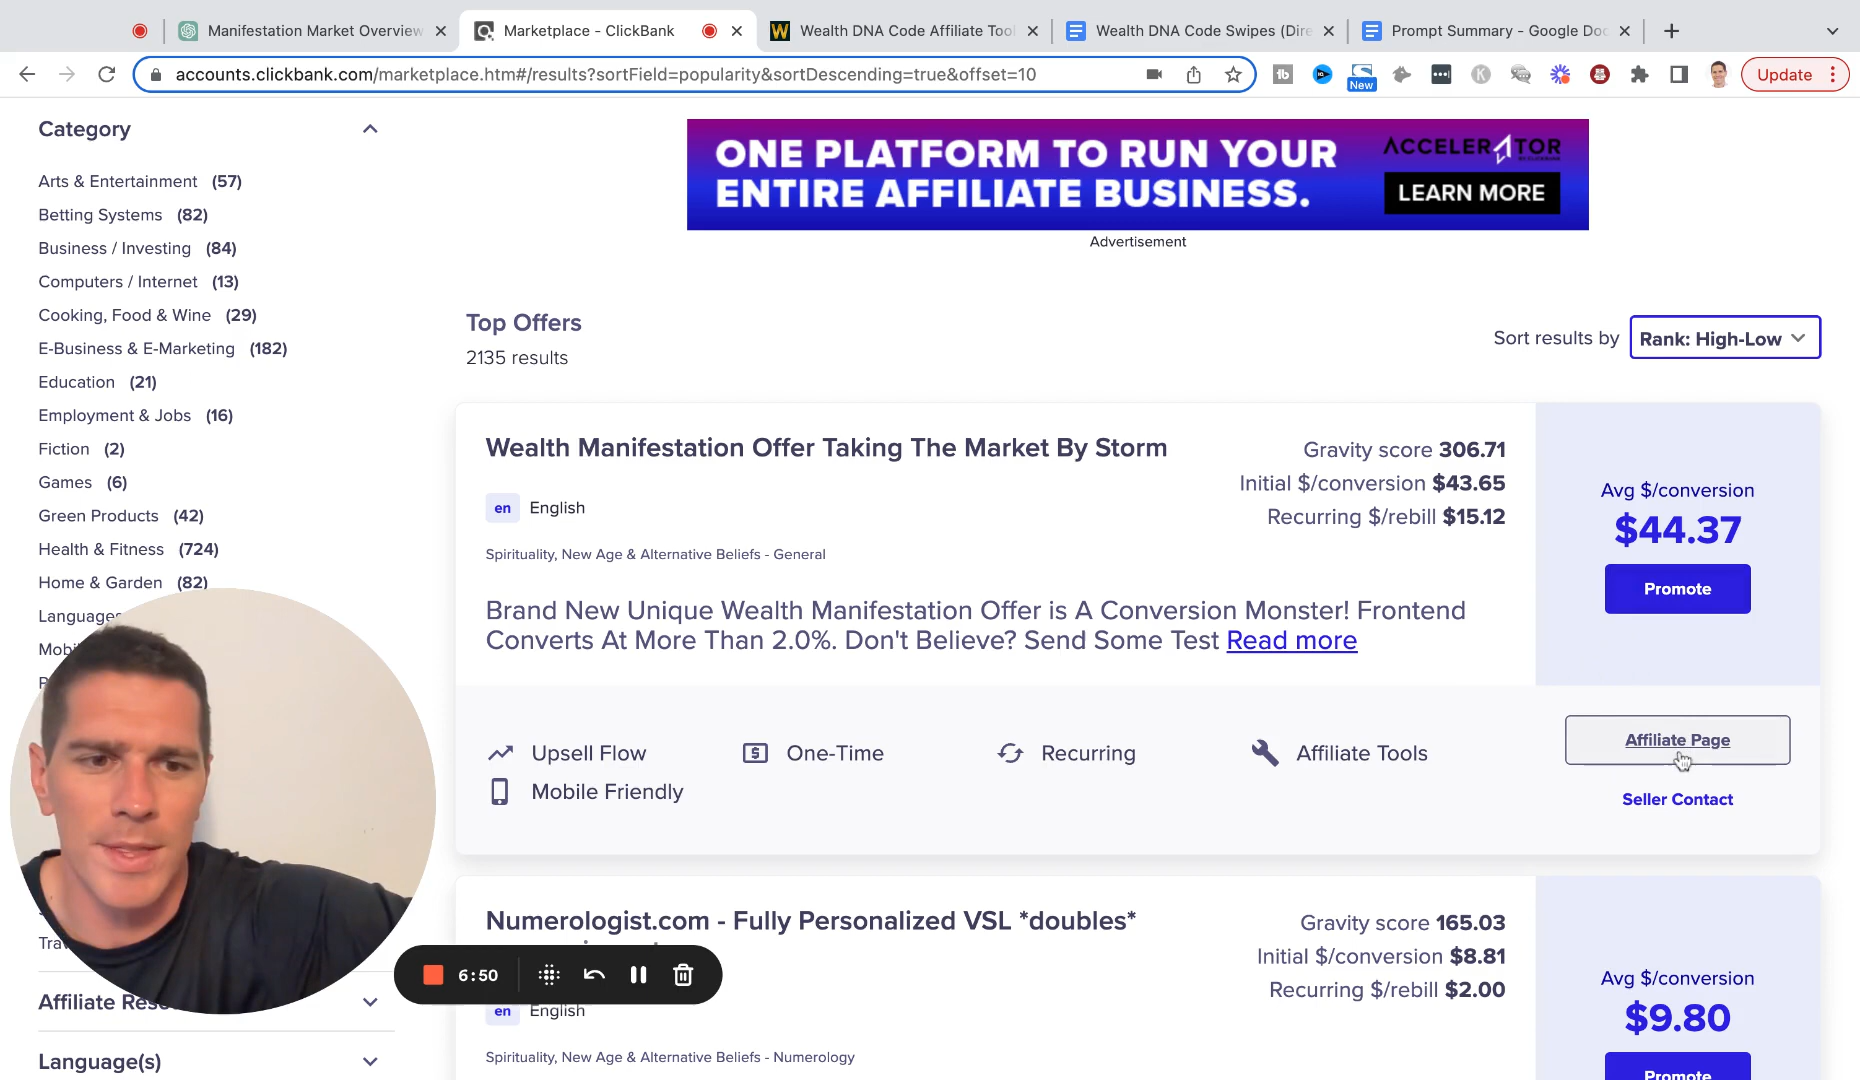 Manifestation Market Overview
Marketplace - ClickBank
Wealth DNA Code Affiliate Tool
Wealth DNA Code Swipes (Dire
Prompt Summary - Google Doc
accounts.clickbank.com/marketplace.htm#/results?sortField=popularity&sortDescending=true&offset=10
New
Update
Category
Arts & Entertainment (57)
Betting Systems (82)
Business / Investing (84)
Computers / Internet (13)
Cooking, Food & Wine (29)
E-Business & E-Marketing (182)
Education (21)
Employment & Jobs (16)
Fiction (2)
Games (6)
Green Products (42)
Health & Fitness (724)
Home & Garden (82)
Languages
Mobi
P
Trav
Affiliate Reso
Language(s)
ONE PLATFORM TO RUN YOUR
ENTIRE AFFILIATE BUSINESS.
ACCELERATOR
BY CLICKBANK
LEARN MORE
Advertisement
Top Offers
2135 results
Sort results by Rank: High-Low
Wealth Manifestation Offer Taking The Market By Storm
en English
Spirituality, New Age & Alternative Beliefs - General
Gravity score 306.71
Initial $/conversion $43.65
Recurring $/rebill $15.12
Avg $/conversion
$44.37
Promote
Brand New Unique Wealth Manifestation Offer is A Conversion Monster! Frontend
Converts At More Than 2.0%. Don't Believe? Send Some Test Read more
Upsell Flow
One-Time
Recurring
Affiliate Tools
Mobile Friendly
Affiliate Page
Seller Contact
Numerologist.com - Fully Personalized VSL *doubles*
6:50
en English
Spirituality, New Age & Alternative Beliefs - Numerology
Gravity score 165.03
Initial $/conversion $8.81
Recurring $/rebill $2.00
Avg $/conversion
$9.80
Promote